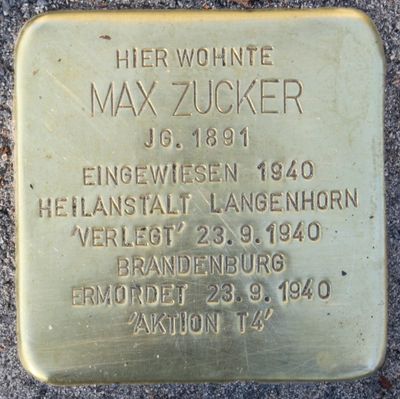 HIER WOHNTE
MAX ZUCKER
JG. 1891
EINGEWIESEN 1940
HEILANSTALT LANGENHORN
'VERLEGT' 23.9.1940
BRANDENBURG
ERMORDET 23.9.1940
'AKTION T4'